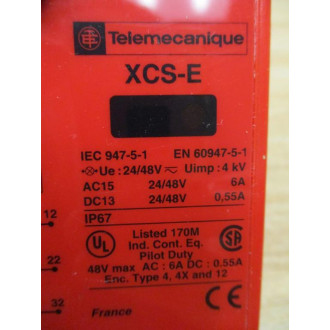 Telemecanique
XCS-E
IEC 947-5-1 EN 60947-5-1
Ue : 24/48V Uimp : 4 kV
AC15 24/48V 6A
DC13 24/48V 0,55A
12
IP67
UL Listed 170M
Ind. Cont. Eq.
Pilot Duty
48V max AC : 6A DC : 0.55A
22
Enc. Type 4, 4X and 12
32
France CE